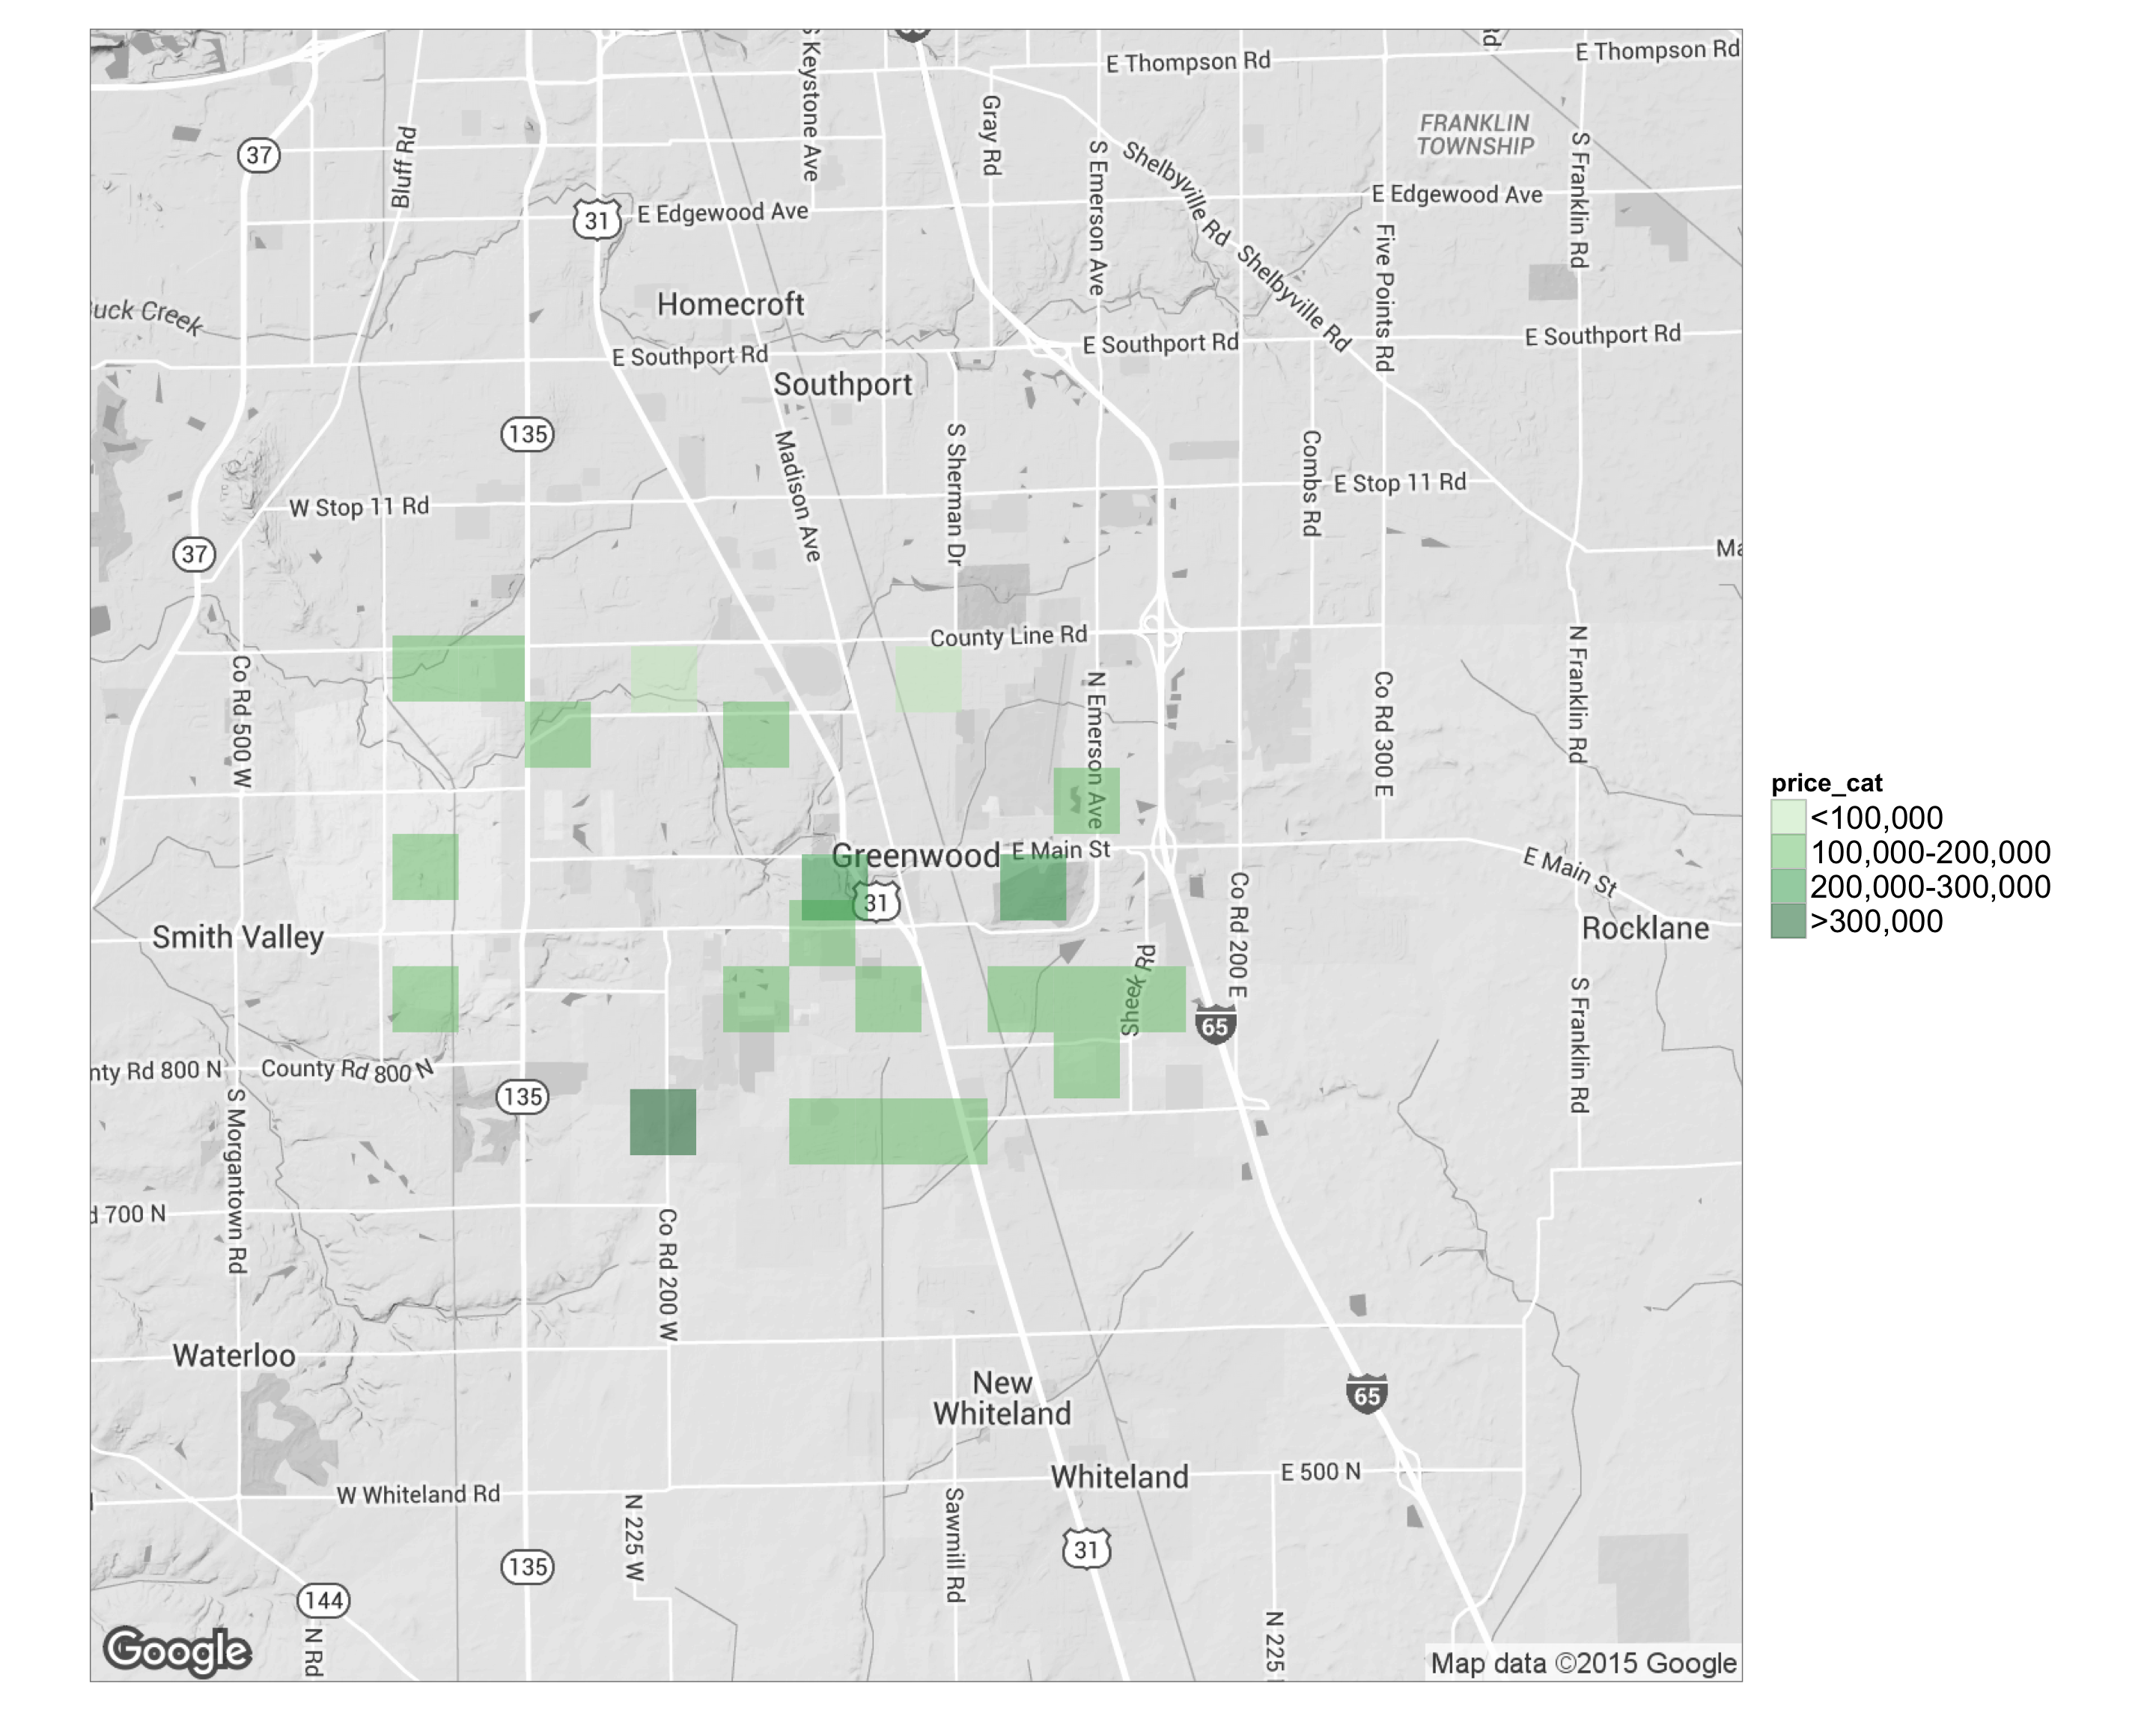 S Keystone Ave
E Thompson Rd
Rd
E Thompson Rd
37
Bluff Rd
Gray Rd
S Emerson Ave
Shelbyville Rd
FRANKLIN
TOWNSHIP
S Franklin Rd
31
E Edgewood Ave
E Edgewood Ave
Five Points Rd
Shelbyville Rd
Homecroft
uck Creek
E Southport Rd
E Southport Rd
E Southport Rd
Southport
135
Madison Ave
S Sherman Dr
Combs Rd
W Stop 11 Rd
E Stop 11 Rd
37
Ma
County Line Rd
Co Rd 500 W
N Emerson Ave
Co Rd 300 E
N Franklin Rd
Greenwood
E Main St
E Main St
31
Co Rd 200 E
Smith Valley
Rocklane
Sheek Rd
S Franklin Rd
65
nty Rd 800 N
County Rd 800 N
135
S Morgantown Rd
d 700 N
Co Rd 200 W
Waterloo
New
Whiteland
65
W Whiteland Rd
Whiteland
E 500 N
N 225 W
Sawmill Rd
31
135
144
N Rd
N 225
Google
Map data ©2015 Google
price_cat
<100,000
100,000-200,000
200,000-300,000
>300,000